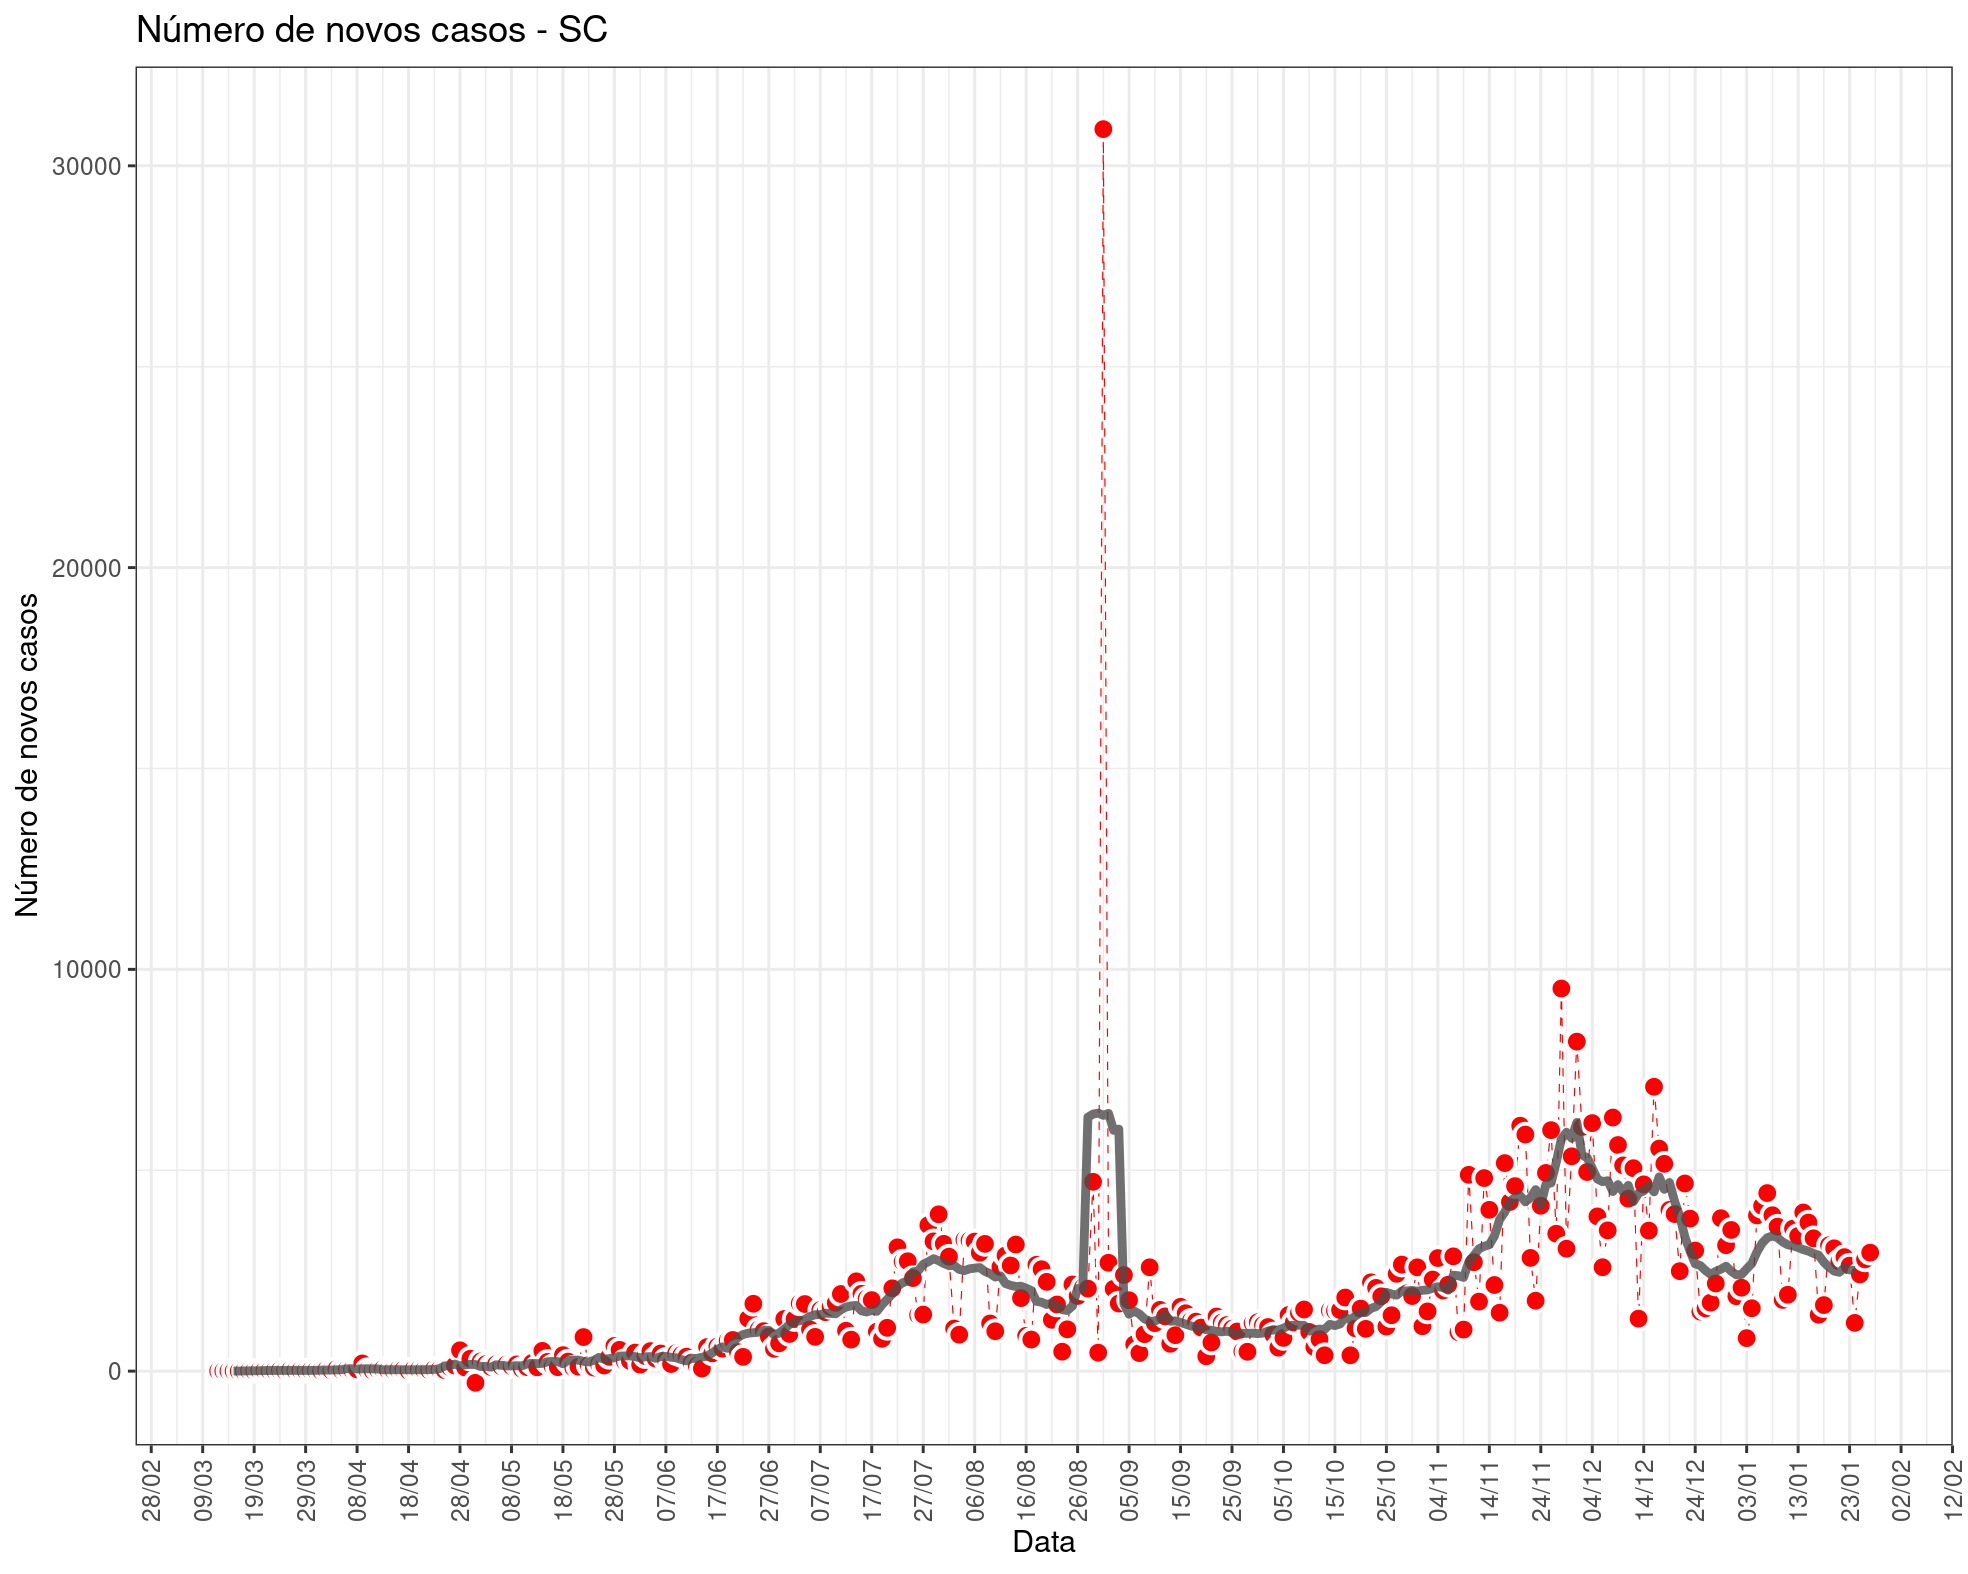 Número de novos casos - SC
Número de novos casos
30000
20000
10000
0
28/02 09/03 19/03 29/03 08/04 18/04 28/04 08/05 18/05 28/05 07/06 17/06 27/06 07/07 17/07 27/07 06/08 16/08 26/08 05/09 15/09 25/09 05/10 15/10 25/10 04/11 14/11 24/11 04/12 14/12 24/12 03/01 13/01 23/01 02/02 12/02
Data